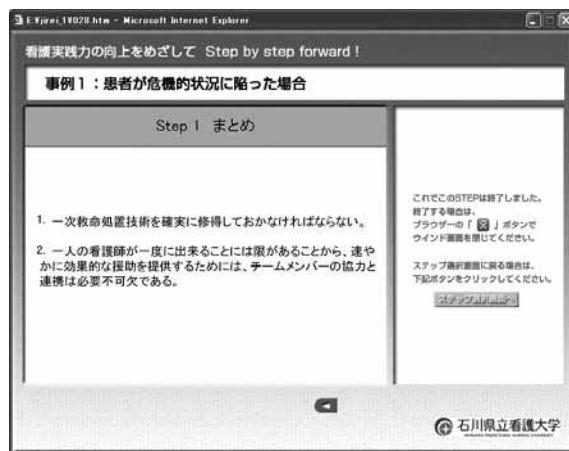 E:¥jirei_1¥028.htm - Microsoft Internet Explorer
看護実践力の向上をめざして Step by step forward！
事例１：患者が危機的状況に陥った場合
Step 1 まとめ
1. 一次救命処置技術を確実に修得しておかなければならない。
2. 一人の看護師が一度に出来ることには限があることから、速や
かに効果的な援助を提供するためには、チームメンバーの協力と
連携は必要不可欠である。
これでこのSTEPは終了しました。
終了する場合は、
ブラウザーの「 」ボタンで
ウインド画面を閉じてください。
ステップ選択画面に戻る場合は、
下記ボタンをクリックしてください。
ステップ選択画面へ
石川県立看護大学